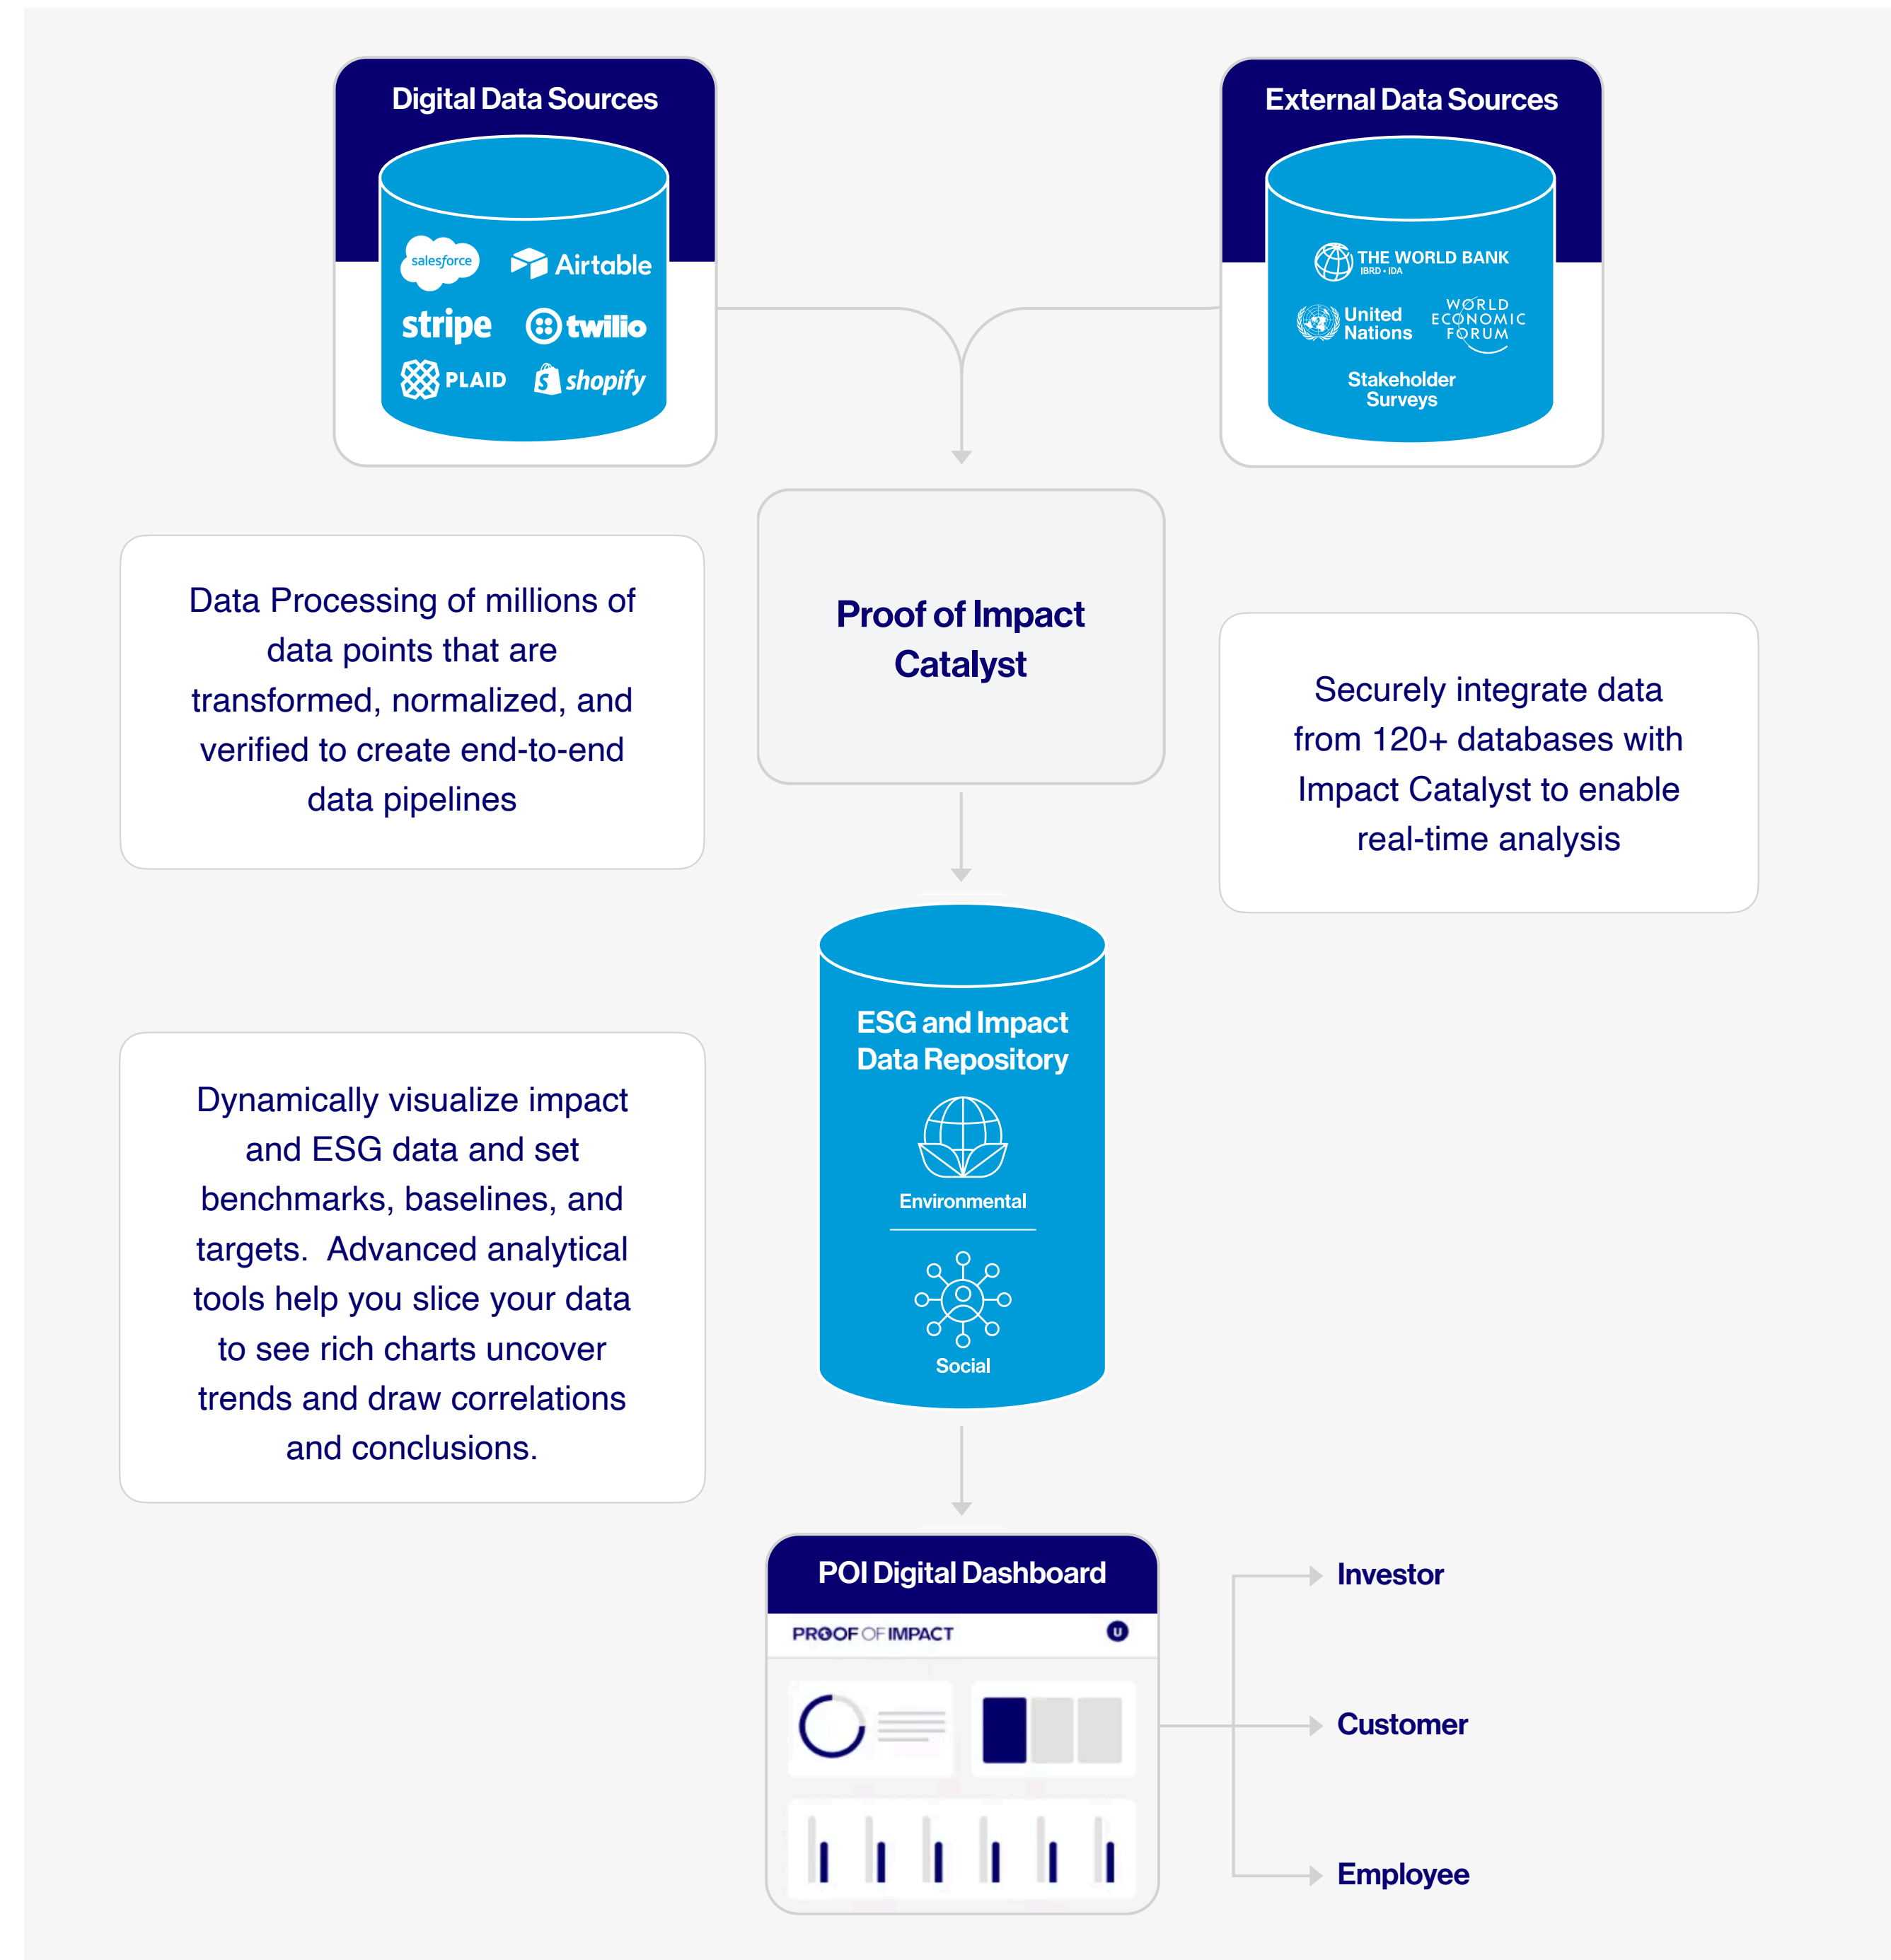 Digital Data Sources
salesforce
Airtable
stripe
twilio
PLAID
shopify
External Data Sources
THE WORLD BANK
IBRD • IDA
United
Nations
WORLD
ECONOMIC
FORUM
Stakeholder
Surveys
Data Processing of millions of
data points that are
transformed, normalized, and
verified to create end-to-end
data pipelines
Proof of Impact
Catalyst
Securely integrate data
from 120+ databases with
Impact Catalyst to enable
real-time analysis
Dynamically visualize impact
and ESG data and set
benchmarks, baselines, and
targets.  Advanced analytical
tools help you slice your data
to see rich charts uncover
trends and draw correlations
and conclusions.
ESG and Impact
Data Repository
Environmental
Social
POI Digital Dashboard
PROOF OF IMPACT
U
Investor
Customer
Employee